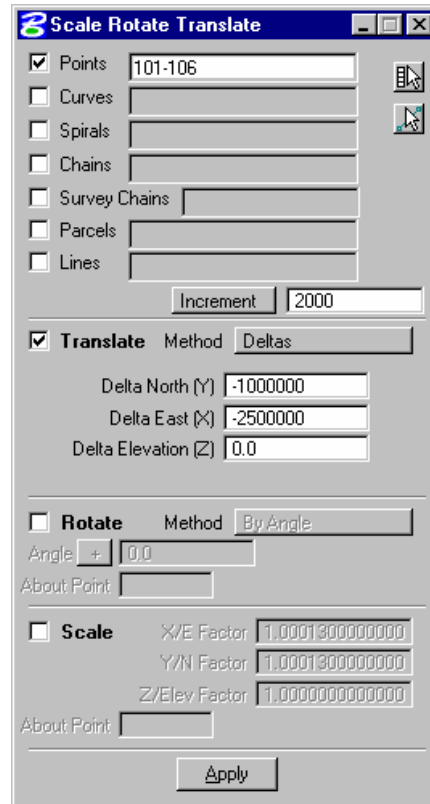 Scale Rotate Translate
Points 101-106
Curves
Spirals
Chains
Survey Chains
Parcels
Lines
Increment 2000
Translate Method Deltas
Delta North (Y) -1000000
Delta East (X) -2500000
Delta Elevation (Z) 0.0
Rotate Method By Angle
Angle + 0.0
About Point
Scale X/E Factor 1.0001300000000
Y/N Factor 1.0001300000000
Z/Elev Factor 1.0000000000000
About Point
Apply